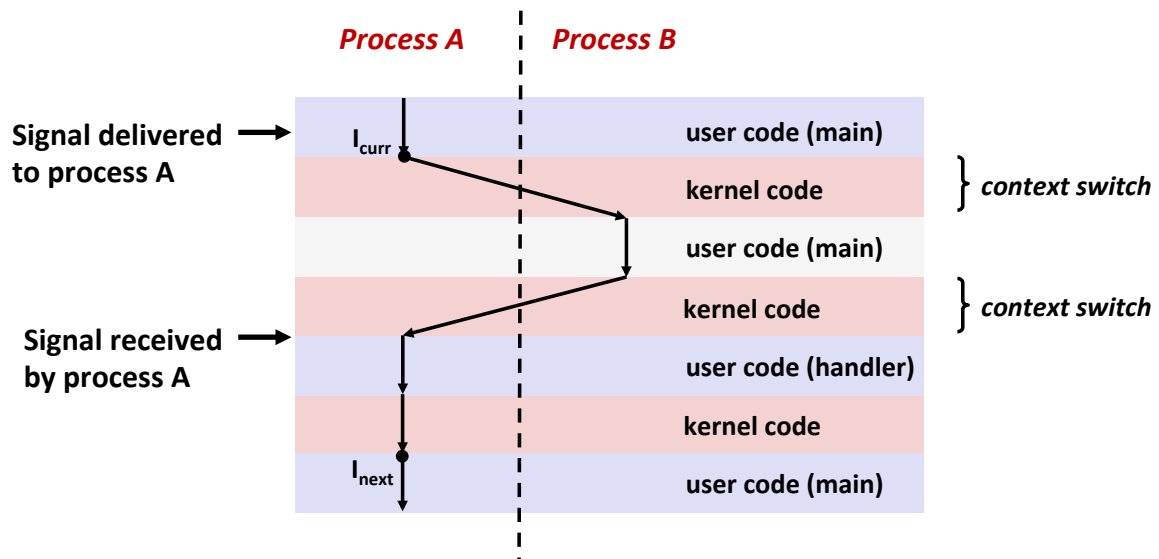 Process A
Process B
Signal delivered
to process A
I_curr
user code (main)
kernel code
} context switch
user code (main)
kernel code
} context switch
Signal received
by process A
user code (handler)
kernel code
I_next
user code (main)